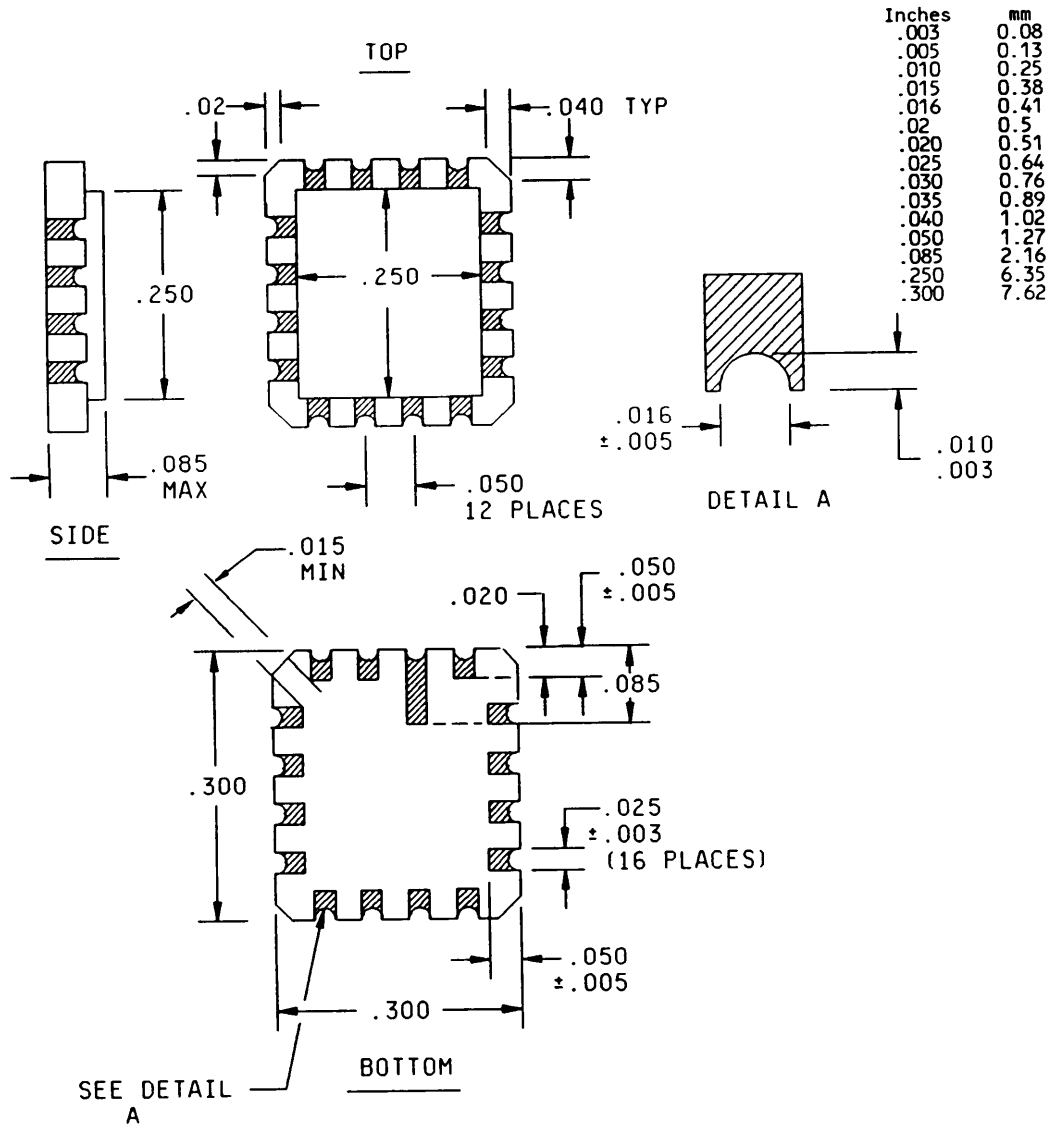 Inches mm
.003 0.08
.005 0.13
.010 0.25
.015 0.38
.016 0.41
.02 0.5
.020 0.51
.025 0.64
.030 0.76
.035 0.89
.040 1.02
.050 1.27
.085 2.16
.250 6.35
.300 7.62
TOP
.02
.040 TYP
.250
.250
.085
MAX
SIDE
.050
12 PLACES
.016
±.005
.010
.003
DETAIL A
.015
MIN
.020
.050
±.005
.085
.300
.025
±.003
(16 PLACES)
.050
±.005
.300
BOTTOM
SEE DETAIL
A